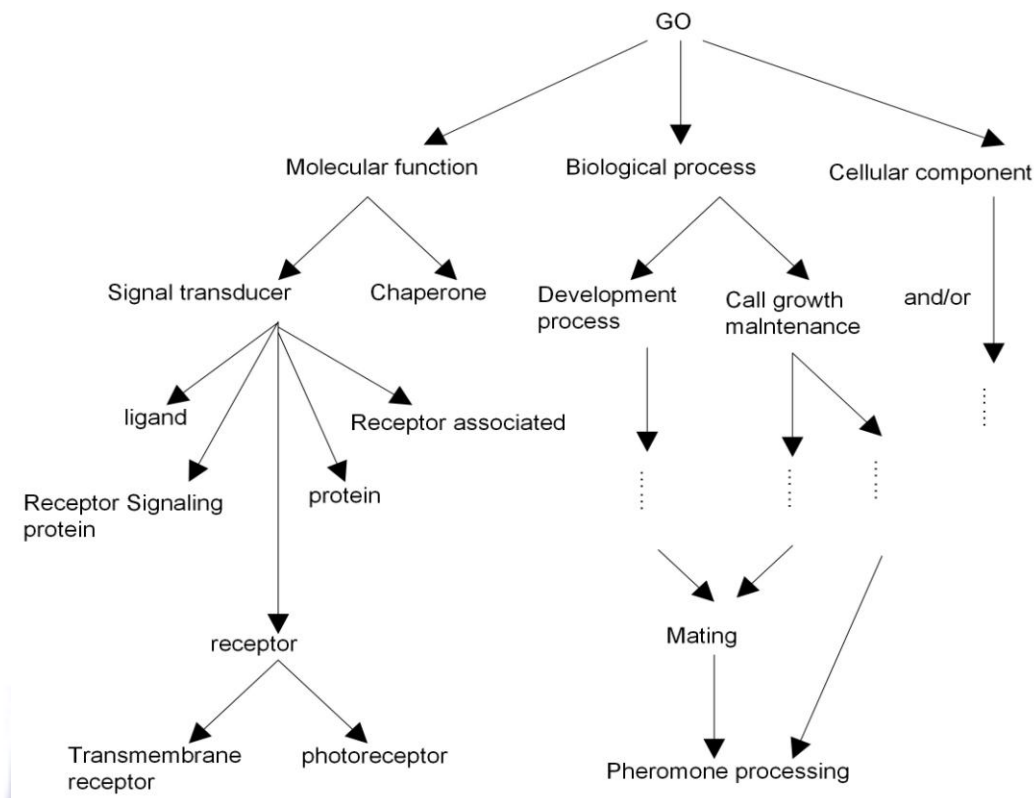 GO
Molecular function
Biological process
Cellular component
Signal transducer
Chaperone
Development
process
Call growth
malntenance
and/or
ligand
Receptor associated
Receptor Signaling
protein
protein
receptor
Mating
Transmembrane
receptor
photoreceptor
Pheromone processing